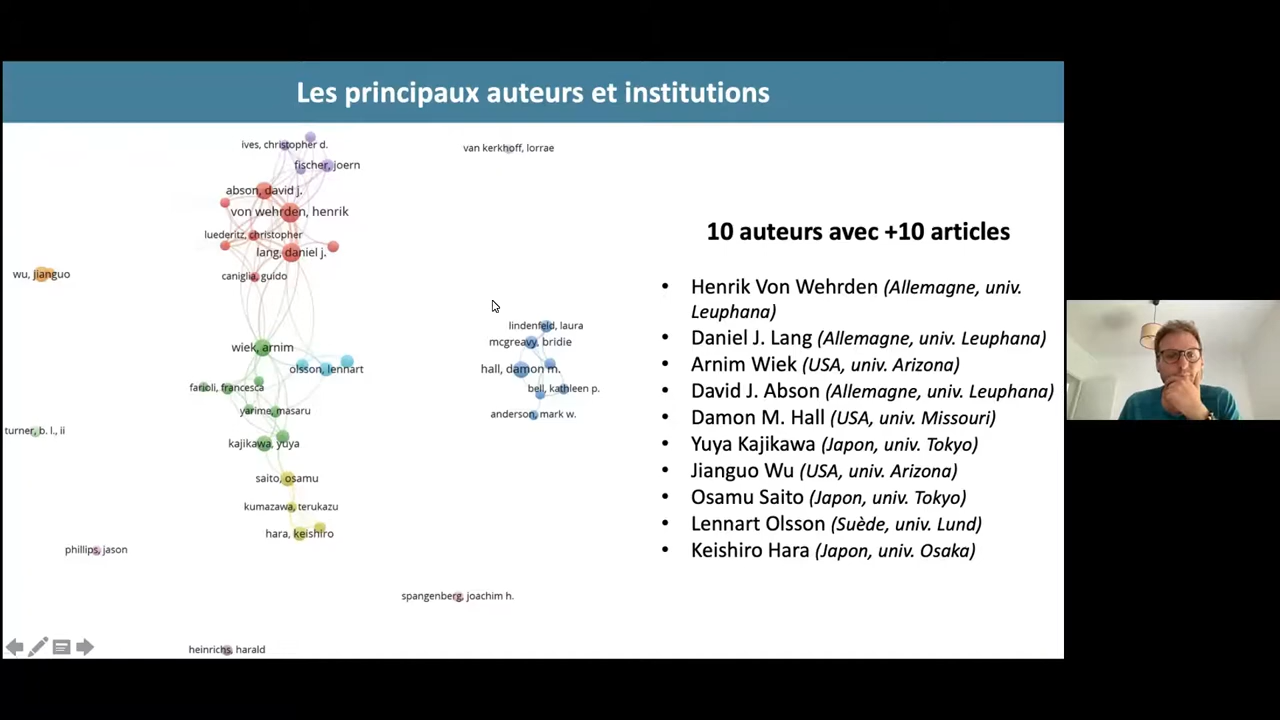 Les principaux auteurs et institutions
ives, christopher d.
van kerkhoff, lorrae
fischer, joern
abson, david j.
von wehrden, henrik
luederitz, christopher
lang, daniel j.
wu, jianguo
caniglia, guido
lindenfeld, laura
mcgreavy, bridie
wiek, arnim
olsson, lennart
hall, damon m.
farioli, francesca
bell, kathleen p.
yarime, masaru
anderson, mark w.
turner, b. l., ii
kajikawa, yuya
saito, osamu
kumazawa, terukazu
hara, keishiro
phillips, jason
spangenberg, joachim h.
heinrichs, harald
10 auteurs avec +10 articles
• Henrik Von Wehrden (Allemagne, univ.
Leuphana)
• Daniel J. Lang (Allemagne, univ. Leuphana)
• Arnim Wiek (USA, univ. Arizona)
• David J. Abson (Allemagne, univ. Leuphana)
• Damon M. Hall (USA, univ. Missouri)
• Yuya Kajikawa (Japon, univ. Tokyo)
• Jianguo Wu (USA, univ. Arizona)
• Osamu Saito (Japon, univ. Tokyo)
• Lennart Olsson (Suède, univ. Lund)
• Keishiro Hara (Japon, univ. Osaka)